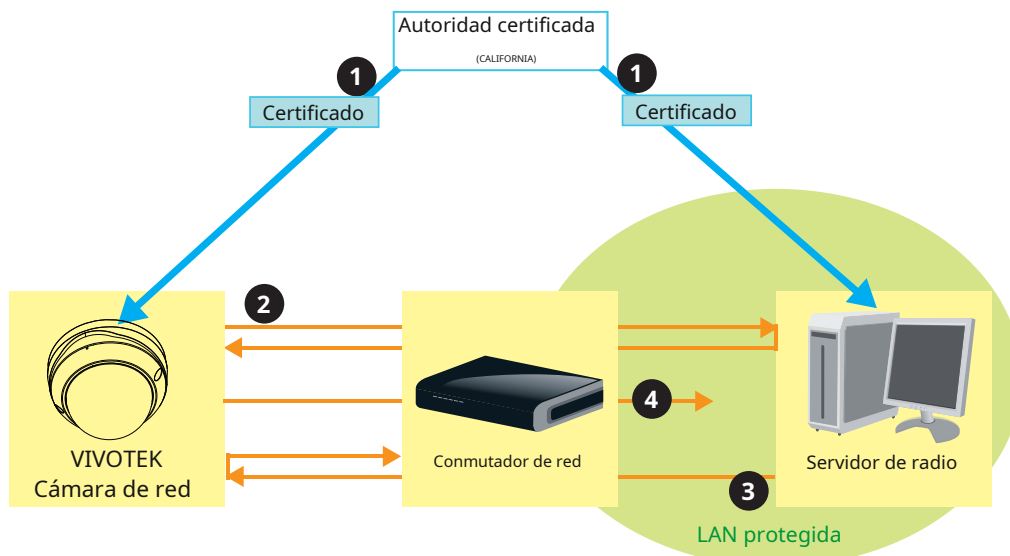 Autoridad certificada
(CALIFORNIA)
1
1
Certificado
Certificado
2
4
VIVOTEK
Cámara de red
Conmutador de red
Servidor de radio
3
LAN protegida